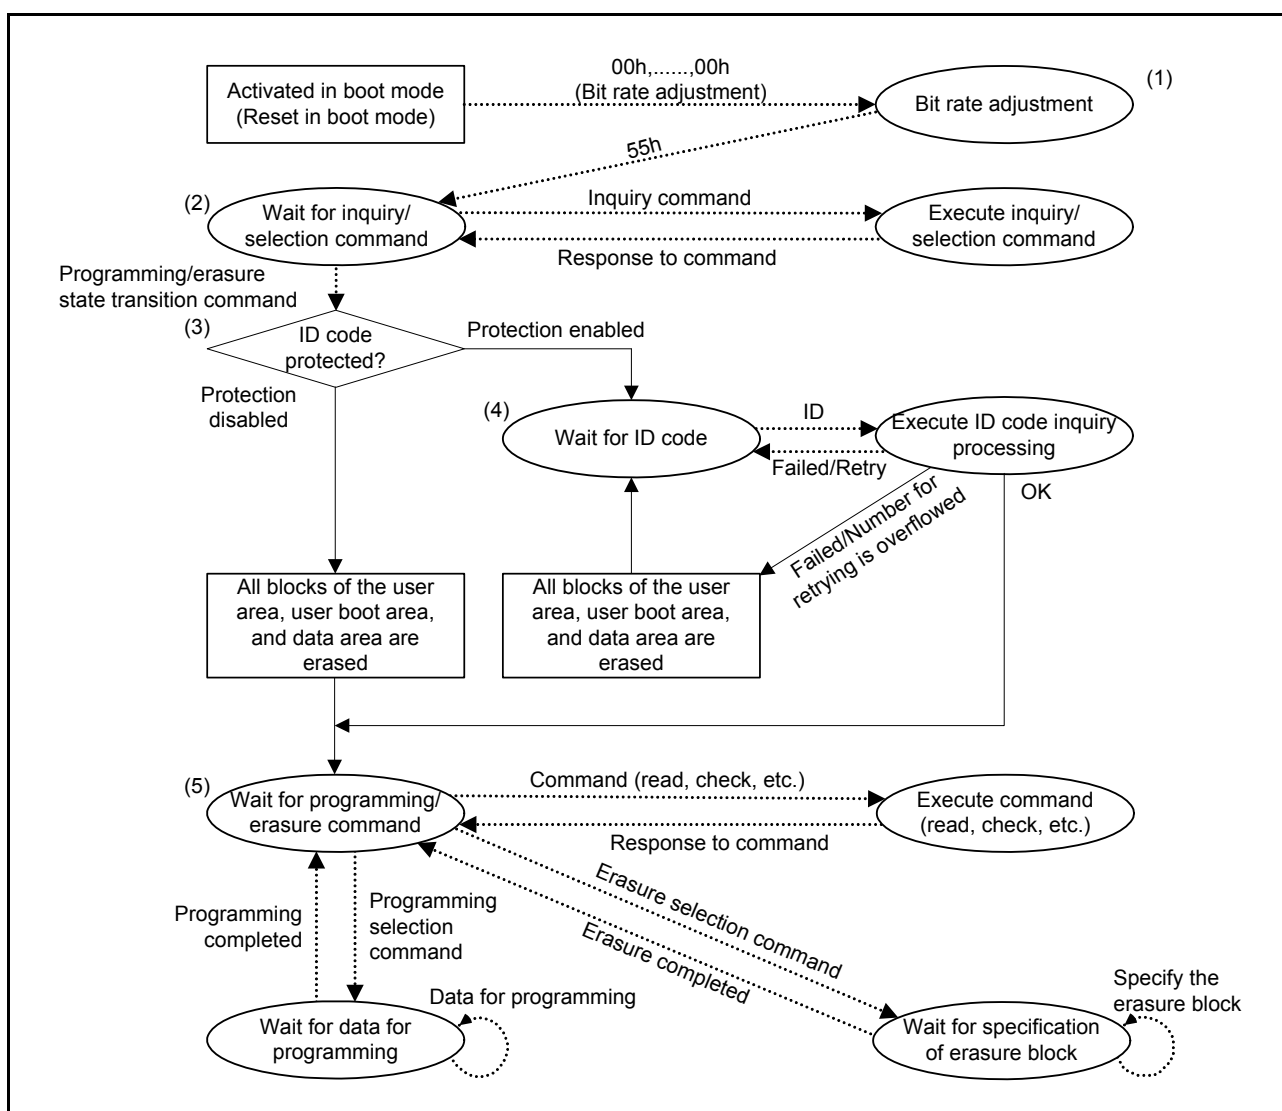 00h,......,00h
(Bit rate adjustment)
(1)
Activated in boot mode
(Reset in boot mode)
Bit rate adjustment
55h
(2)
Wait for inquiry/
selection command
Inquiry command
Response to command
Execute inquiry/
selection command
Programming/erasure
state transition command
(3)
ID code
protected?
Protection enabled
Protection
disabled
(4)
Wait for ID code
ID
Failed/Retry
Execute ID code inquiry
processing
OK
Failed/Number for
retrying is overflowed
All blocks of the user
area, user boot area,
and data area are
erased
All blocks of the user
area, user boot area,
and data area are
erased
(5)
Wait for programming/
erasure command
Command (read, check, etc.)
Response to command
Execute command
(read, check, etc.)
Programming
completed
Programming
selection
command
Erasure selection command
Erasure completed
Data for programming
Wait for data for
programming
Specify the
erasure block
Wait for specification
of erasure block